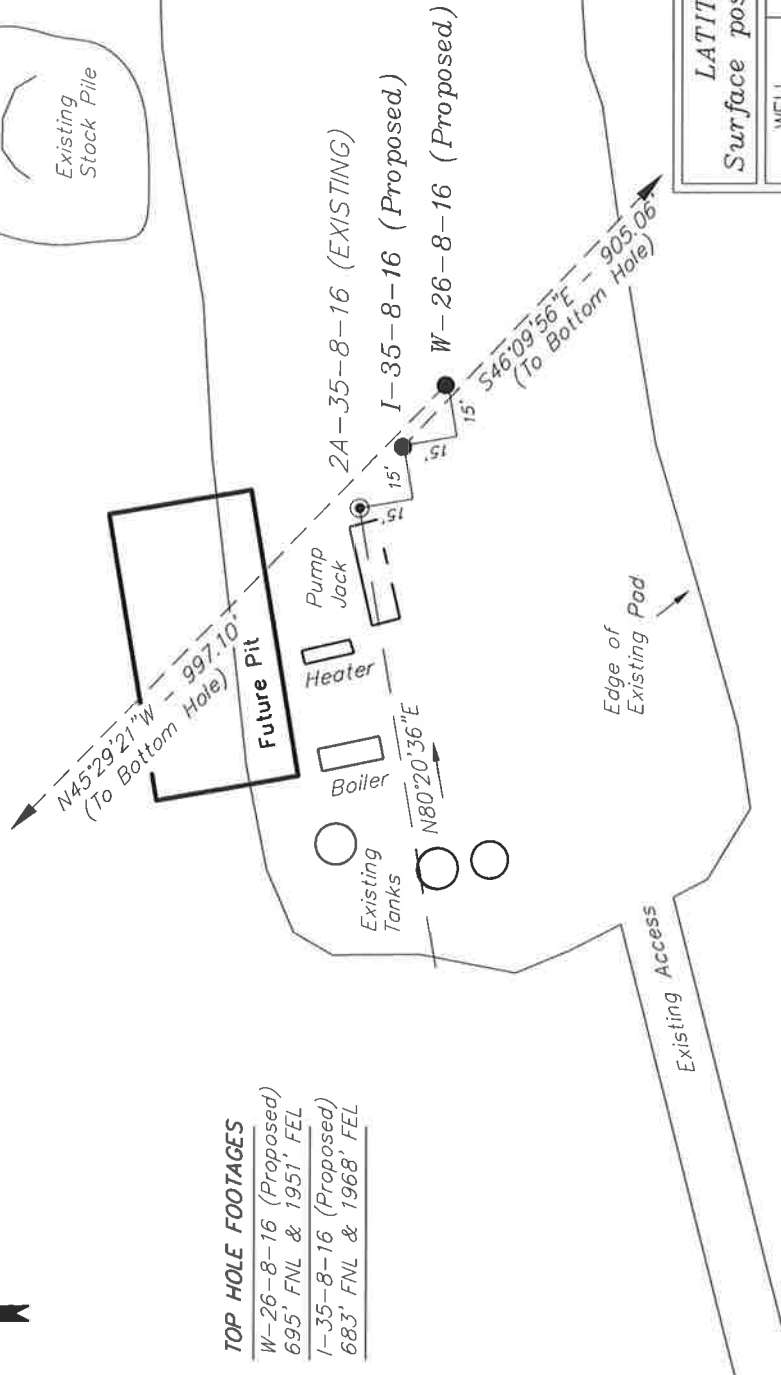 Existing
Stock Pile
2A-35-8-16 (EXISTING)
I-35-8-16 (Proposed)
W-26-8-16 (Proposed)
15'
15'
15'
15'
S46°09'56"E - 905.06'
(To Bottom Hole)
N45°29'21"W - 997.10'
(To Bottom Hole)
Future Pit
Pump
Jack
Heater
Boiler
N80°20'36"E
Existing
Tanks
Edge of
Existing Pad
Existing Access
TOP HOLE FOOTAGES
W-26-8-16 (Proposed)
695' FNL & 1951' FEL
I-35-8-16 (Proposed)
683' FNL & 1968' FEL
LATIT
Surface pos
WELL